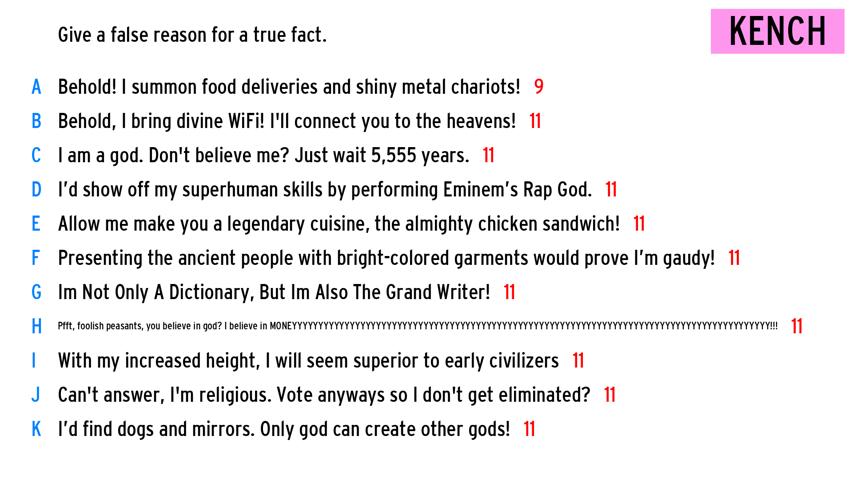 Give a false reason for a true fact.
KENCH
A Behold! I summon food deliveries and shiny metal chariots! 9
B Behold, I bring divine WiFi! I'll connect you to the heavens! 11
C I am a god. Don't believe me? Just wait 5,555 years. 11
D I’d show off my superhuman skills by performing Eminem’s Rap God. 11
E Allow me make you a legendary cuisine, the almighty chicken sandwich! 11
F Presenting the ancient people with bright-colored garments would prove I’m gaudy! 11
G Im Not Only A Dictionary, But Im Also The Grand Writer! 11
H Pfft, foolish peasants, you believe in god? I believe in MONEYYYYYYYYYYYYYYYYYYYYYYYYYYYYYYYYYYYYYYYYYYYYYYYYYYYYYYYYYYYYYYYYYYYYYYYYYYYYYYYYYYYYYYYYYYYYYYY!!! 11
I With my increased height, I will seem superior to early civilizers 11
J Can't answer, I'm religious. Vote anyways so I don't get eliminated? 11
K I’d find dogs and mirrors. Only god can create other gods! 11